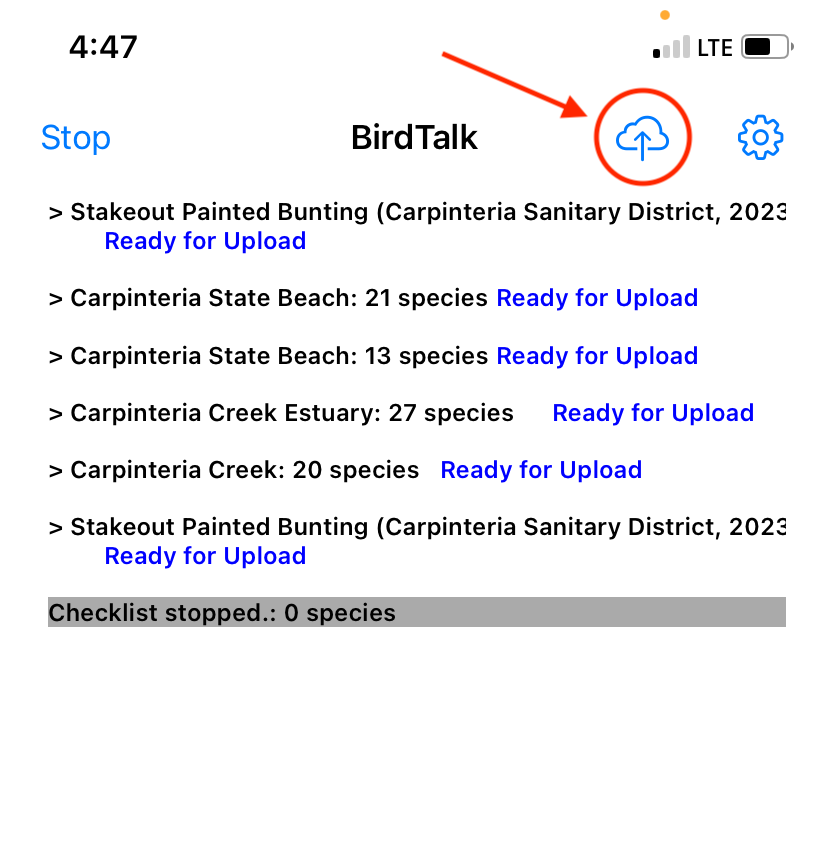 4:47
LTE
Stop
BirdTalk
> Stakeout Painted Bunting (Carpinteria Sanitary District, 2023
Ready for Upload
> Carpinteria State Beach: 21 species Ready for Upload
> Carpinteria State Beach: 13 species Ready for Upload
> Carpinteria Creek Estuary: 27 species Ready for Upload
> Carpinteria Creek: 20 species Ready for Upload
> Stakeout Painted Bunting (Carpinteria Sanitary District, 2023
Ready for Upload
Checklist stopped.: 0 species